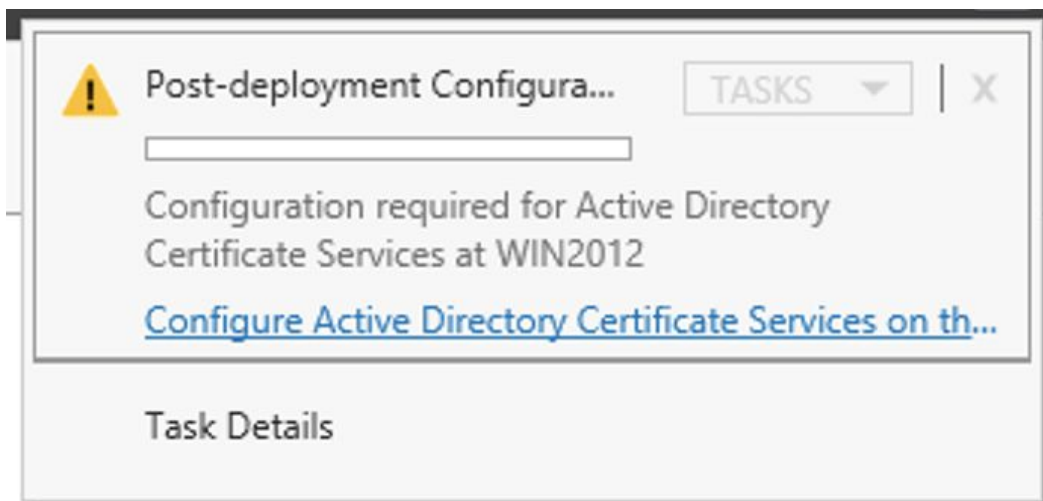 Post-deployment Configura...
TASKS
X
Configuration required for Active Directory
Certificate Services at WIN2012
Configure Active Directory Certificate Services on th...
Task Details